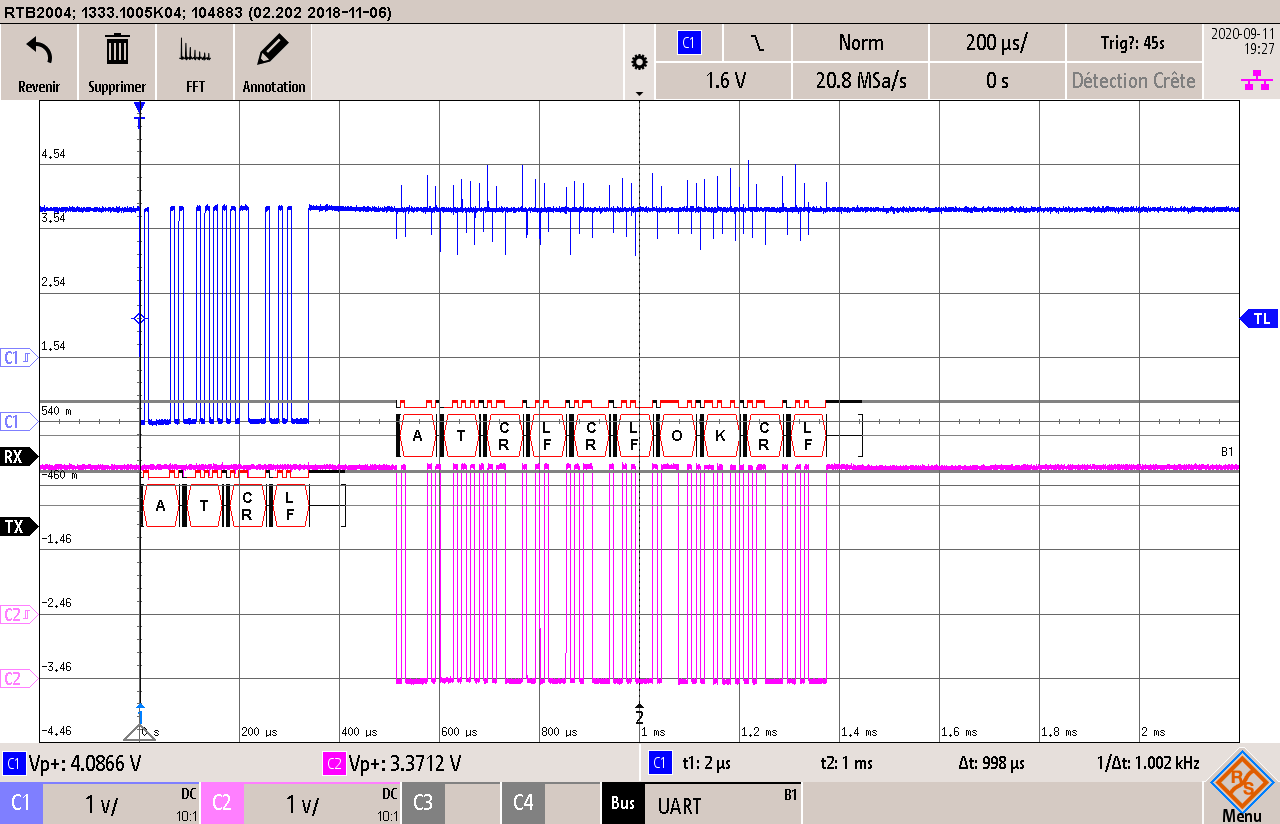 RTB2004; 1333.1005K04; 104883 (02.202 2018-11-06)
Revenir
Supprimer
FFT
Annotation
C1
Norm
200 µs/
Trig?: 45s
2020-09-11
19:27
1.6 V
20.8 MSa/s
0 s
Détection Crête
T
4.54
3.54
2.54
TL
1.54
C1
540 m
C1
A T CR LF CR LF O K CR LF
RX
B1
-460 m
A T CR LF
TX
-1.46
-2.46
C2
-3.46
C2
1
2
-4.46
0 s
200 µs
400 µs
600 µs
800 µs
1 ms
1.2 ms
1.4 ms
1.6 ms
1.8 ms
2 ms
C1 Vp+: 4.0866 V
C2 Vp+: 3.3712 V
C1 t1: 2 µs
t2: 1 ms
Δt: 998 µs
1/Δt: 1.002 kHz
C1
1 V/
DC
10:1
C2
1 V/
DC
10:1
C3
C4
Bus
UART
B1
R S
Menu